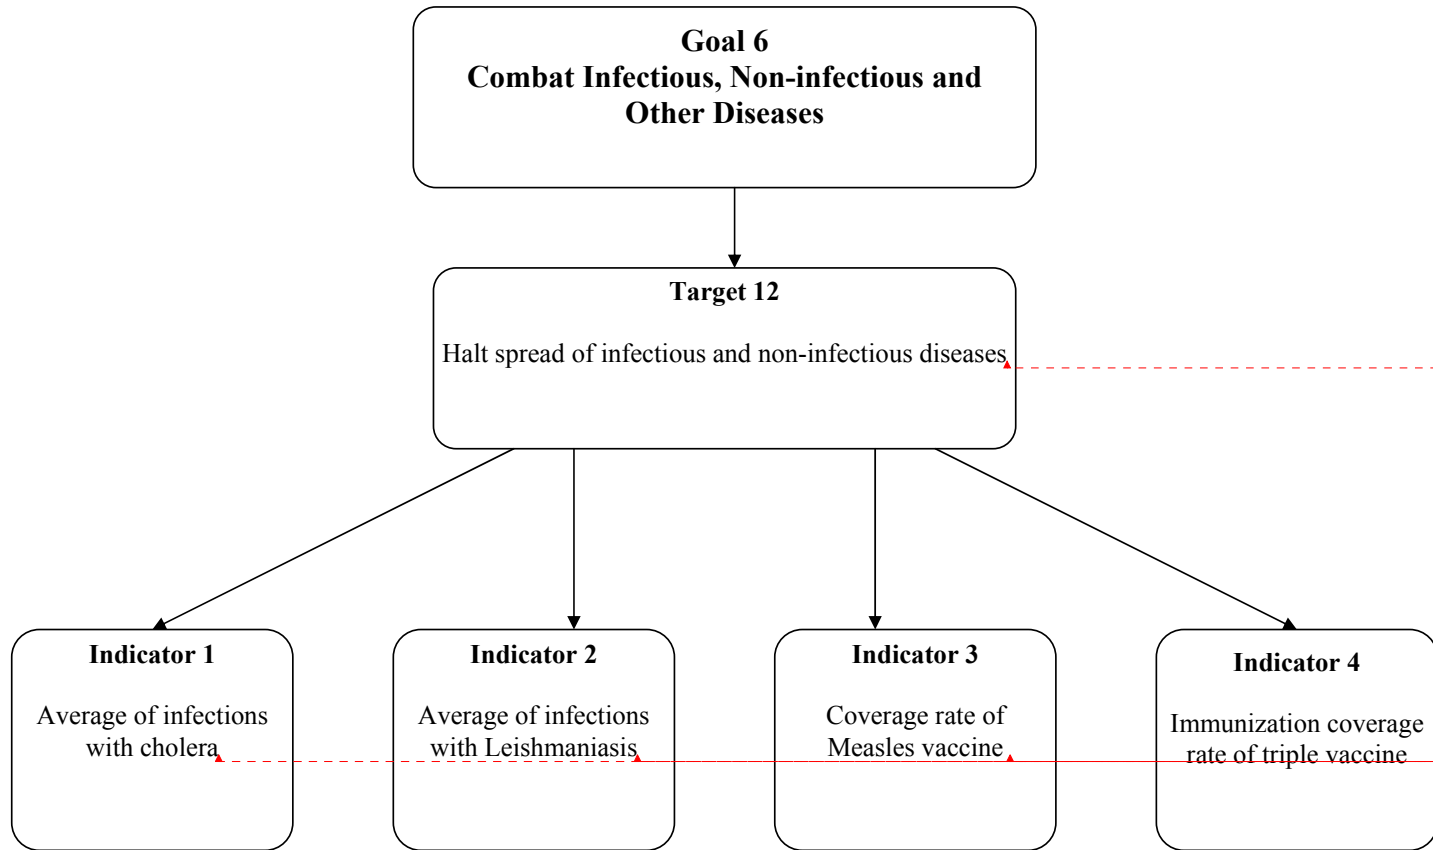 Goal 6
Combat Infectious, Non-infectious and
Other Diseases
Target 12
Halt spread of infectious and non-infectious diseases
Indicator 1
Average of infections
with cholera
Indicator 2
Average of infections
with Leishmaniasis
Indicator 3
Coverage rate of
Measles vaccine
Indicator 4
Immunization coverage
rate of triple vaccine